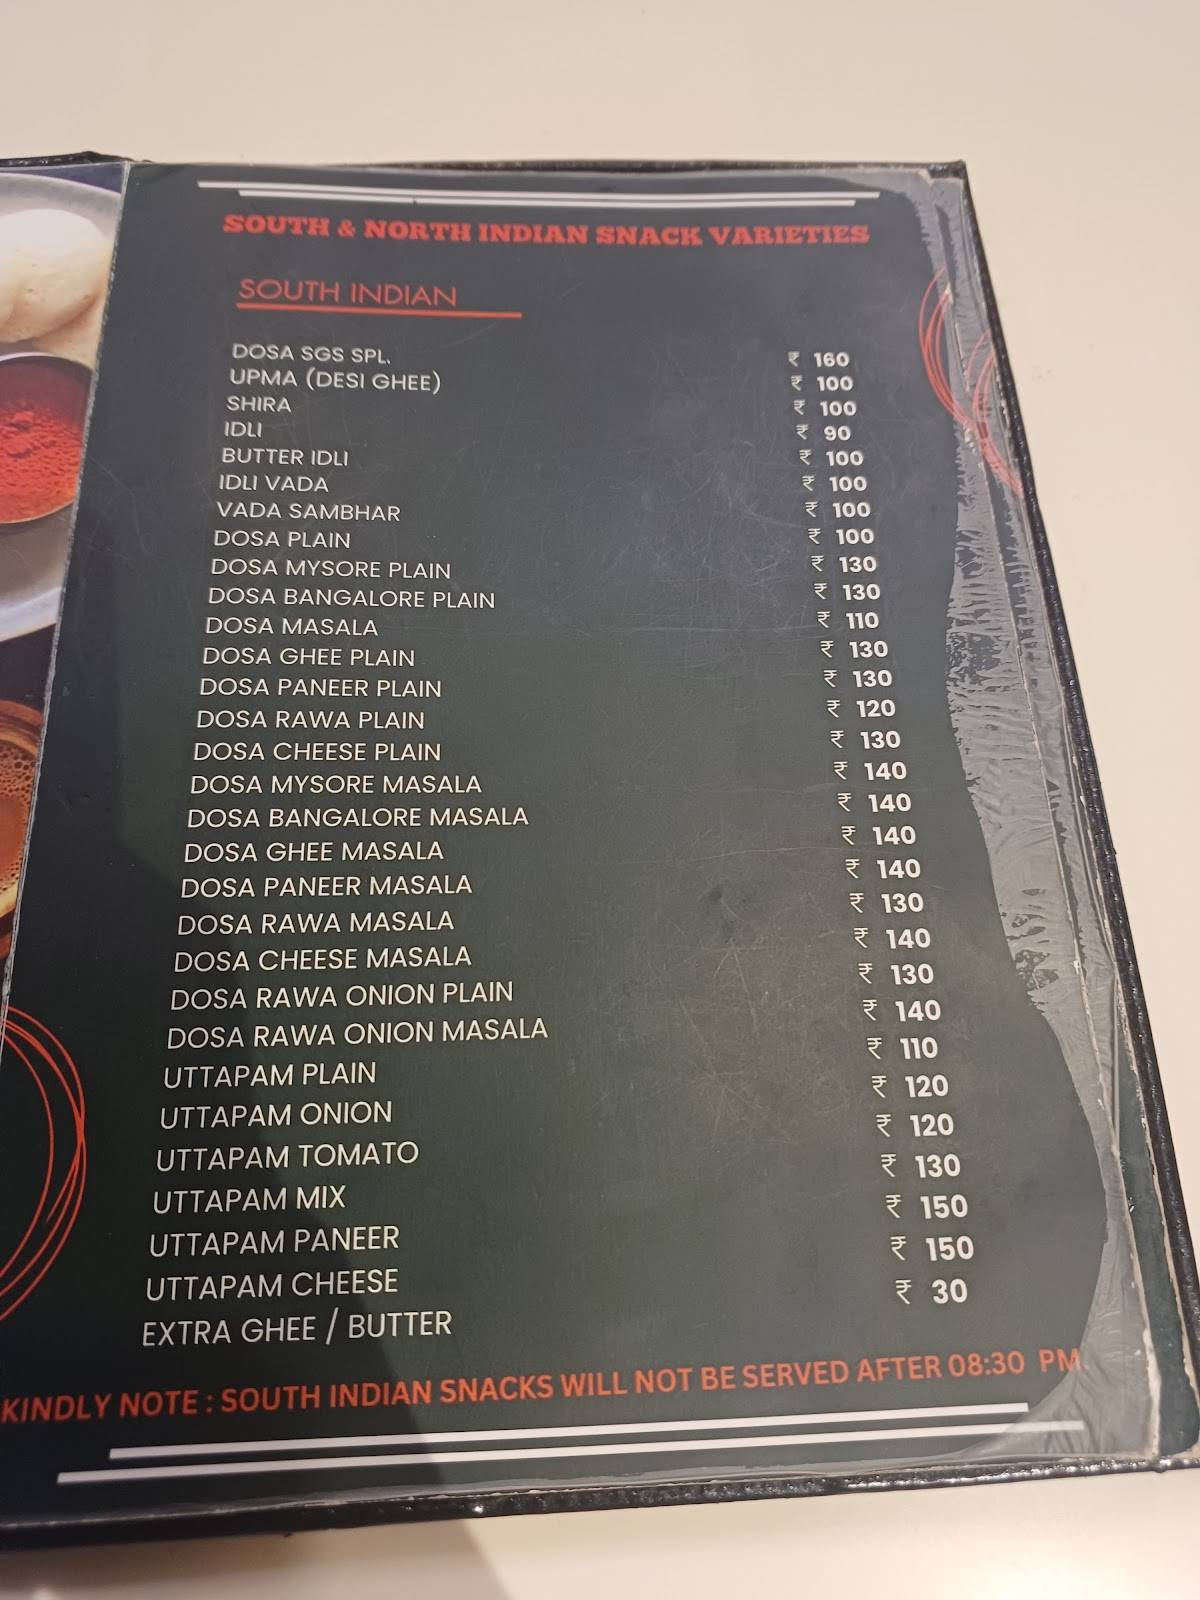 SOUTH & NORTH INDIAN SNACK VARIETIES
SOUTH INDIAN
DOSA SGS SPL. ₹ 160
UPMA (DESI GHEE) ₹ 100
SHIRA ₹ 100
IDLI ₹ 90
BUTTER IDLI ₹ 100
IDLI VADA ₹ 100
VADA SAMBHAR ₹ 100
DOSA PLAIN ₹ 100
DOSA MYSORE PLAIN ₹ 130
DOSA BANGALORE PLAIN ₹ 130
DOSA MASALA ₹ 110
DOSA GHEE PLAIN ₹ 130
DOSA PANEER PLAIN ₹ 130
DOSA RAWA PLAIN ₹ 120
DOSA CHEESE PLAIN ₹ 130
DOSA MYSORE MASALA ₹ 140
DOSA BANGALORE MASALA ₹ 140
DOSA GHEE MASALA ₹ 140
DOSA PANEER MASALA ₹ 140
DOSA RAWA MASALA ₹ 130
DOSA CHEESE MASALA ₹ 140
DOSA RAWA ONION PLAIN ₹ 130
DOSA RAWA ONION MASALA ₹ 140
UTTAPAM PLAIN ₹ 110
UTTAPAM ONION ₹ 120
UTTAPAM TOMATO ₹ 120
UTTAPAM MIX ₹ 130
UTTAPAM PANEER ₹ 150
UTTAPAM CHEESE ₹ 150
EXTRA GHEE / BUTTER ₹ 30
KINDLY NOTE : SOUTH INDIAN SNACKS WILL NOT BE SERVED AFTER 08:30 PM